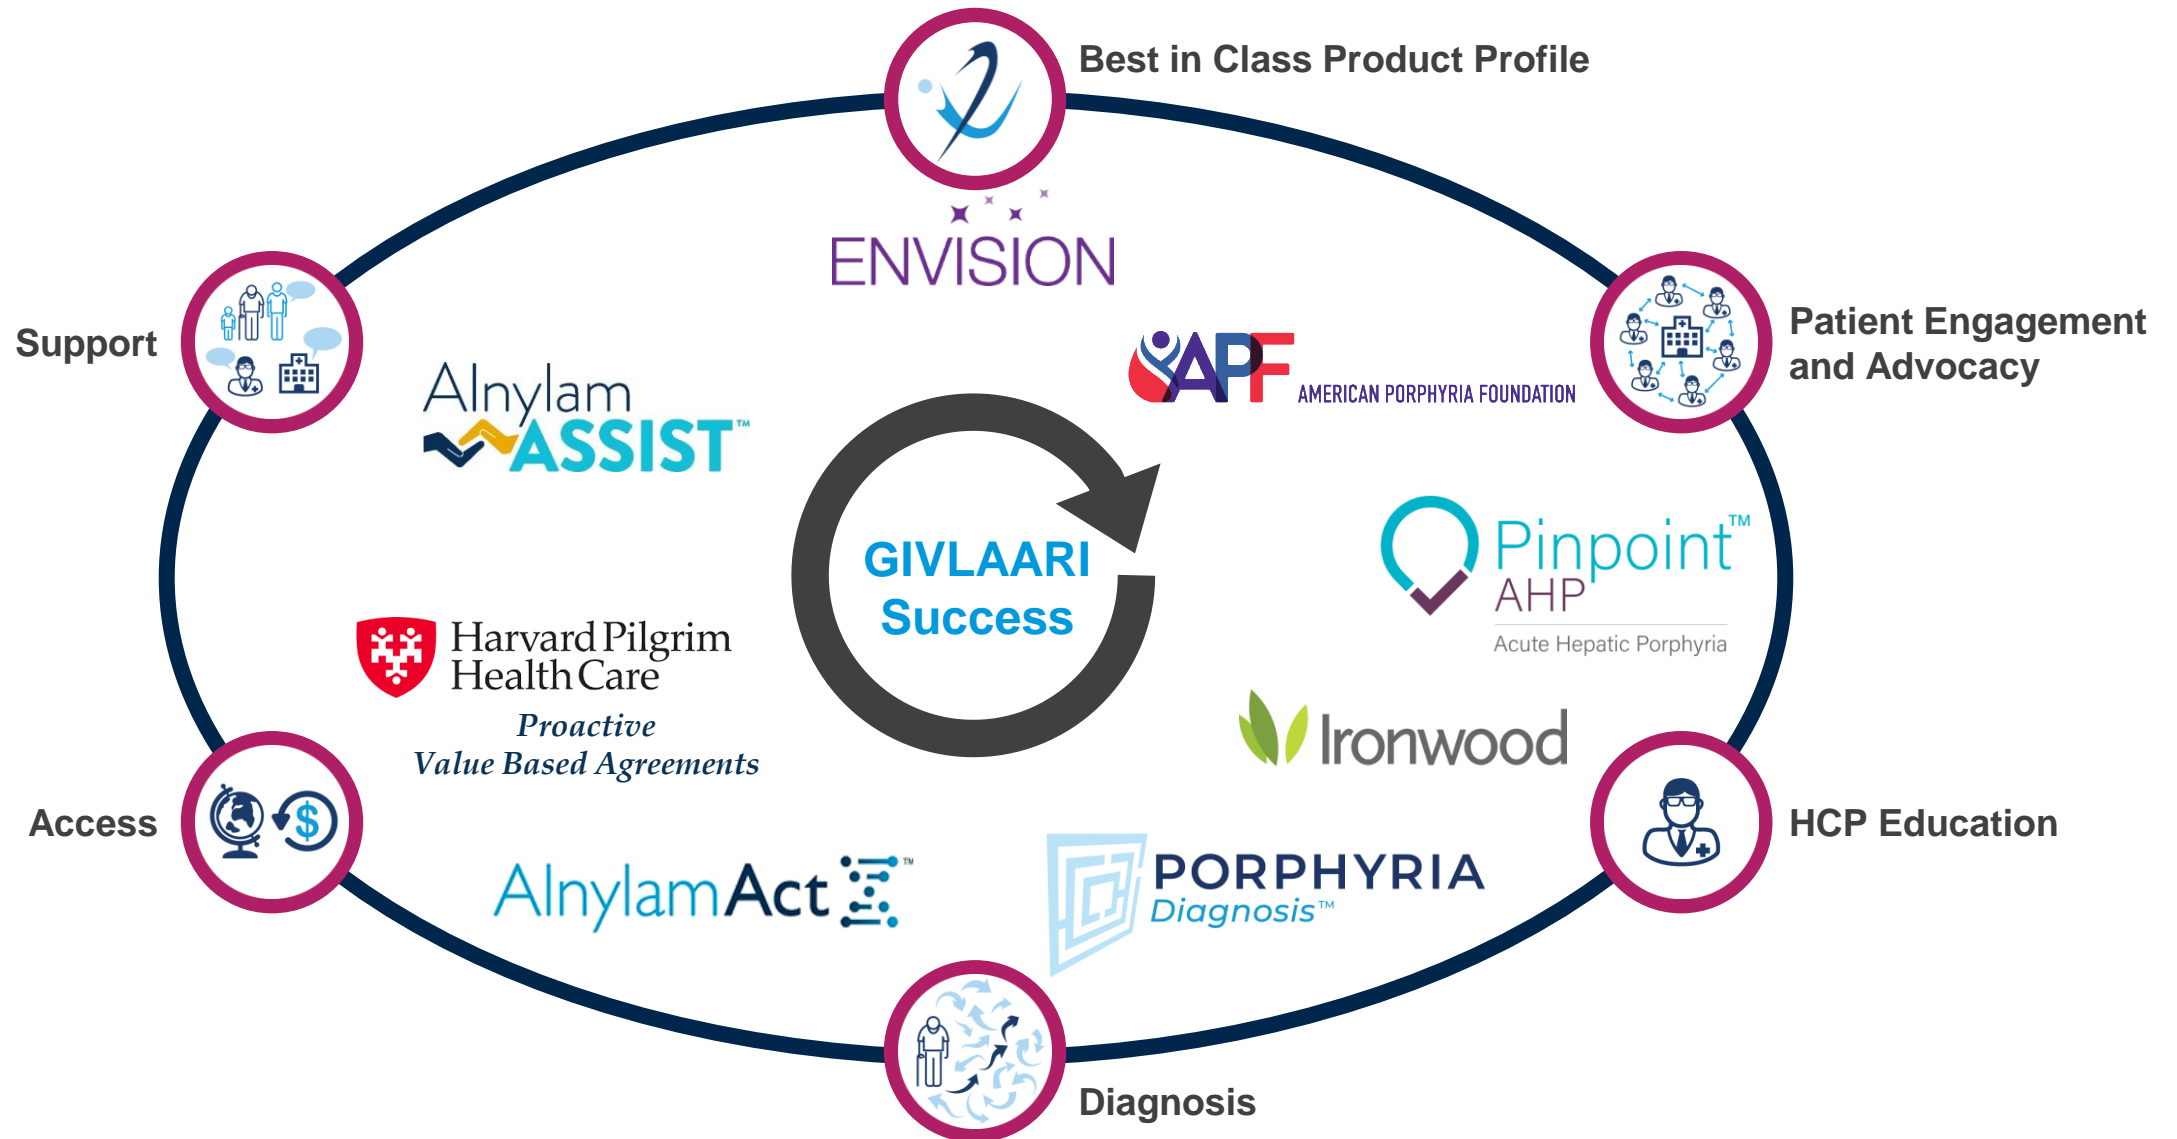 Best in Class Product Profile
ENVISION
Patient Engagement
and Advocacy
Support
APF AMERICAN PORPHYRIA FOUNDATION
Alnylam
ASSIST™
Pinpoint™
AHP
Acute Hepatic Porphyria
GIVLAARI
Success
Harvard Pilgrim
Health Care
Proactive
Value Based Agreements
Ironwood
Access
$
HCP Education
AlnylamAct™
PORPHYRIA
Diagnosis™
Diagnosis